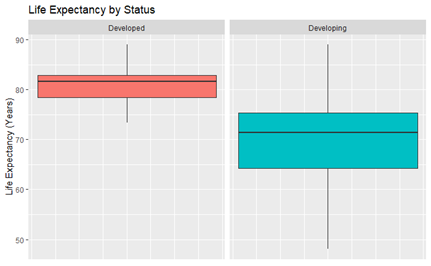 Life Expectancy by Status
Developed
Developing
Life Expectancy (Years)
90
80
70
60
50